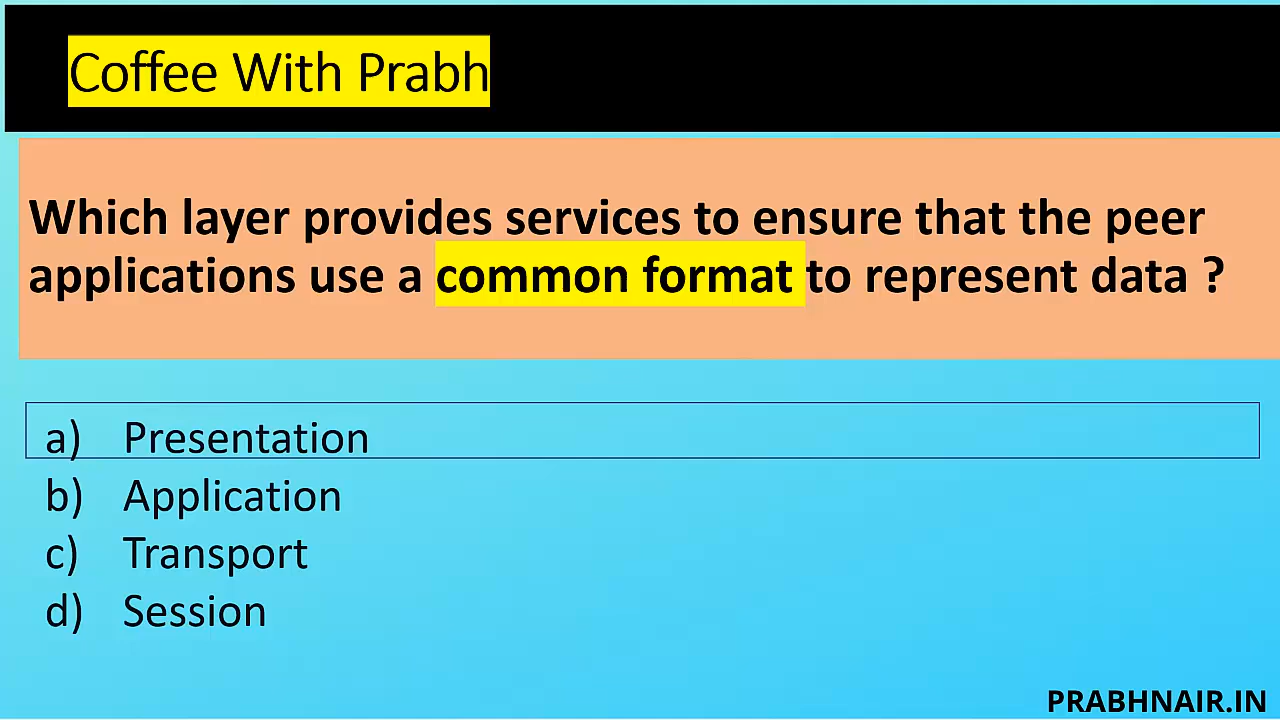 Coffee With Prabh
Which layer provides services to ensure that the peer
applications use a common format to represent data ?
a) Presentation
b) Application
c) Transport
d) Session
PRABHNAIR.IN